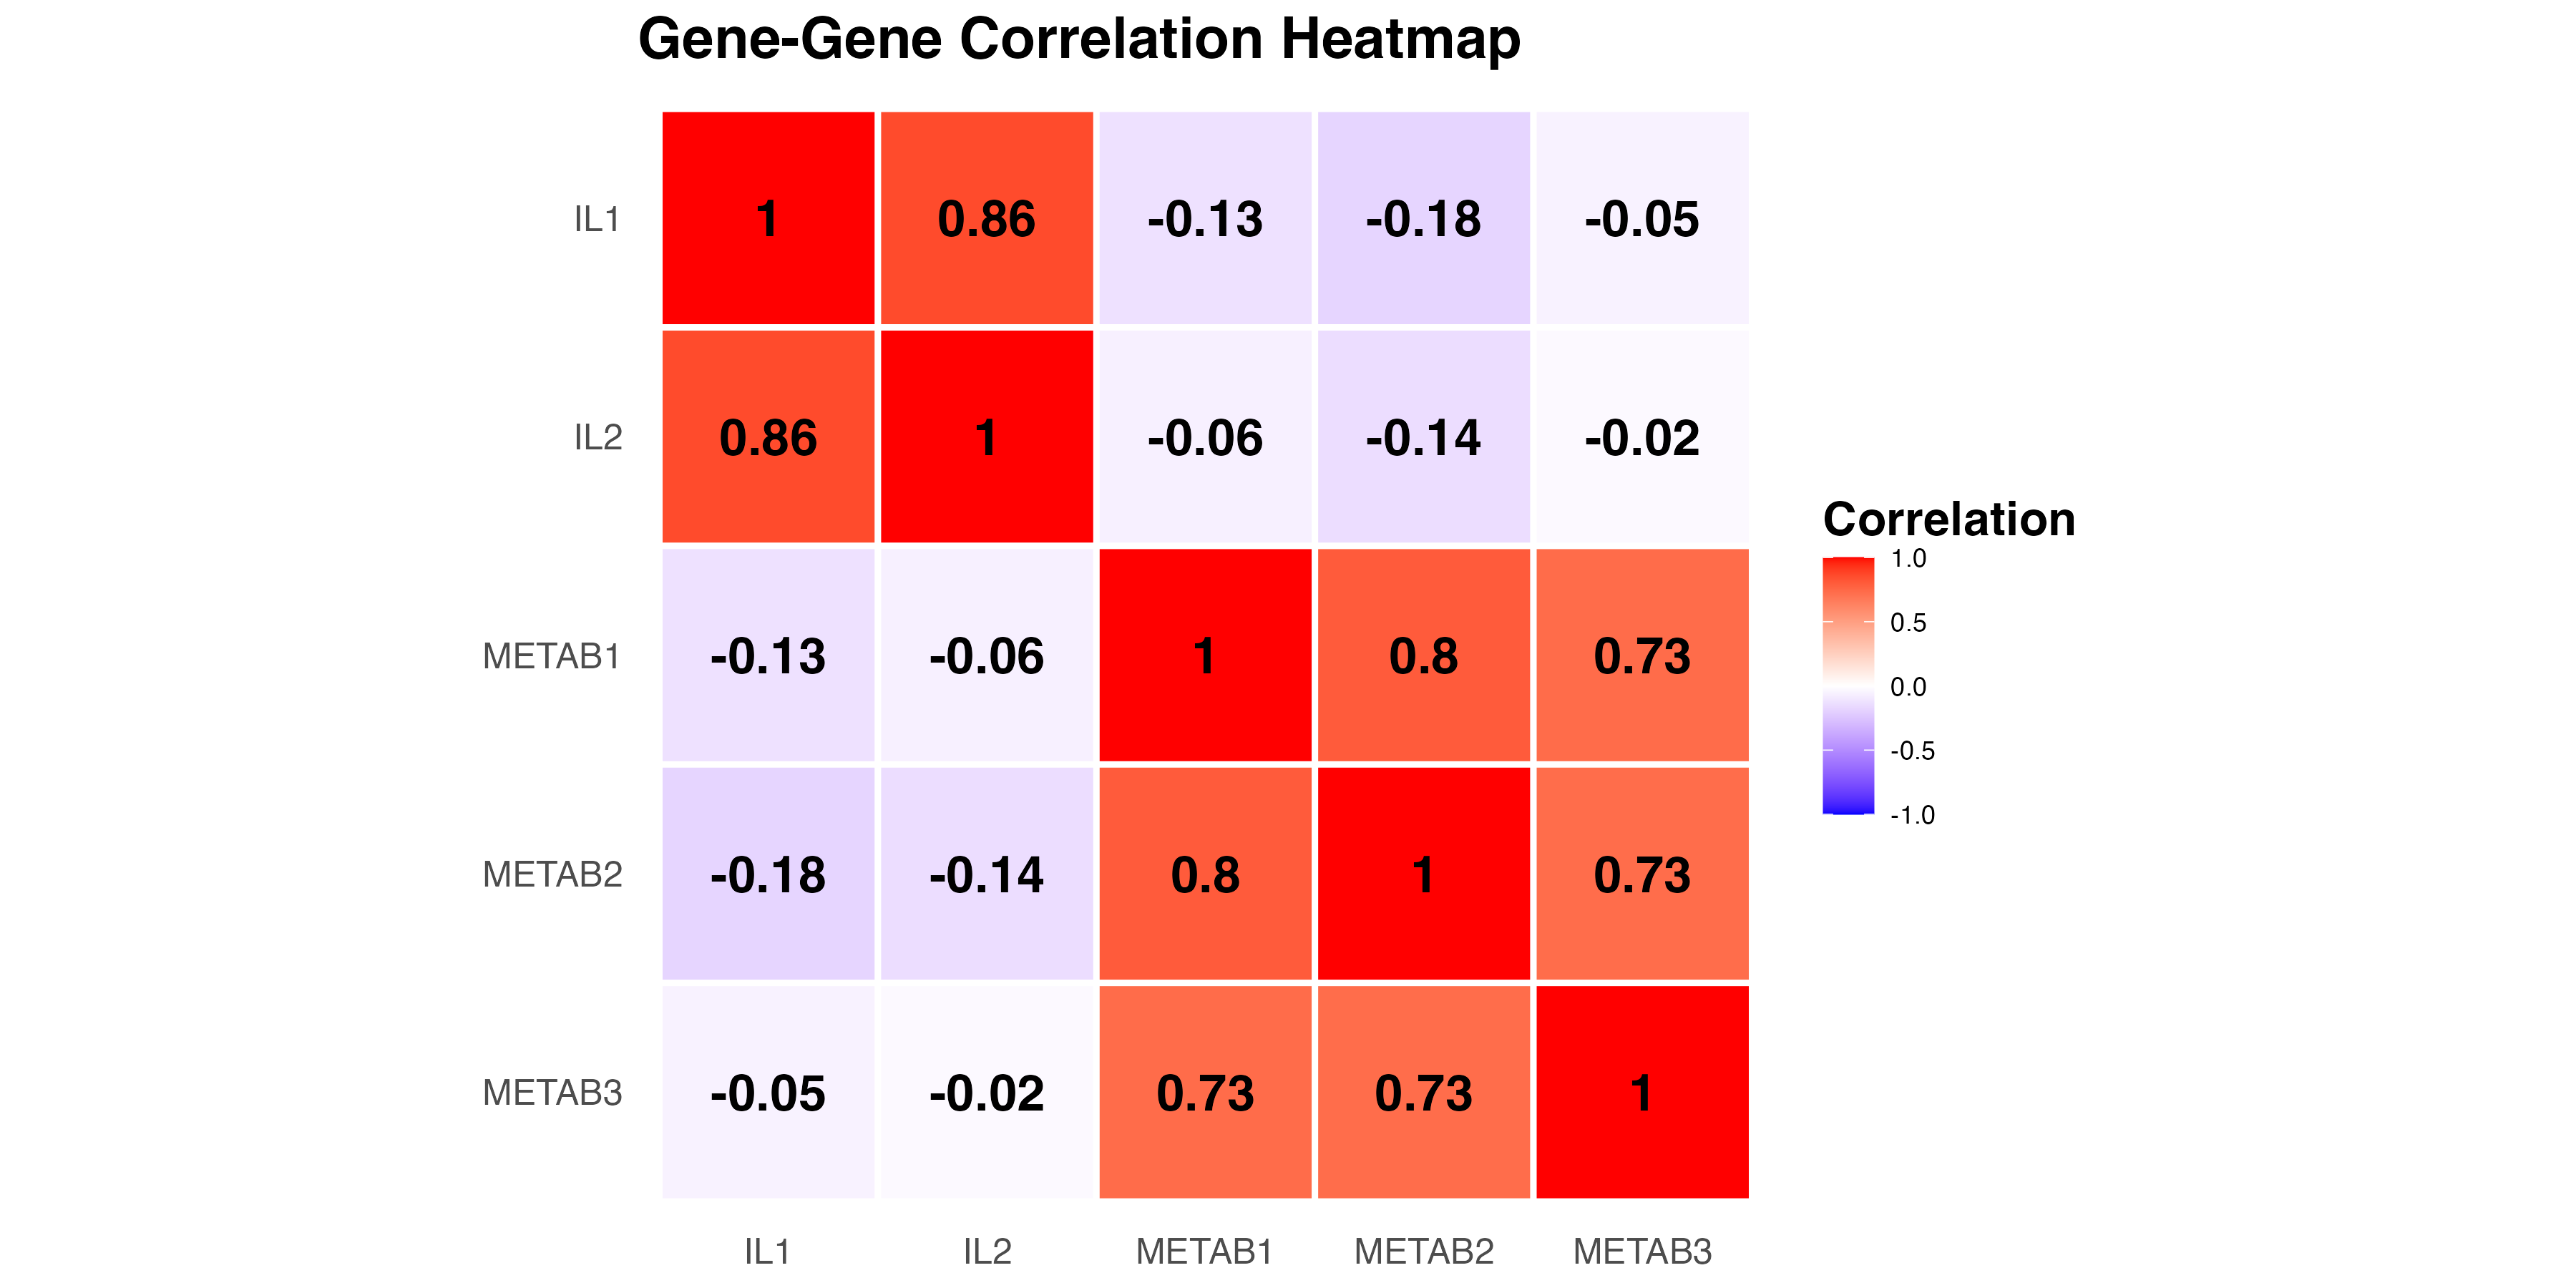 Gene-Gene Correlation Heatmap
IL1 1 0.86 -0.13 -0.18 -0.05
IL2 0.86 1 -0.06 -0.14 -0.02
METAB1 -0.13 -0.06 1 0.8 0.73
METAB2 -0.18 -0.14 0.8 1 0.73
METAB3 -0.05 -0.02 0.73 0.73 1
IL1 IL2 METAB1 METAB2 METAB3
Correlation
1.0
0.5
0.0
-0.5
-1.0